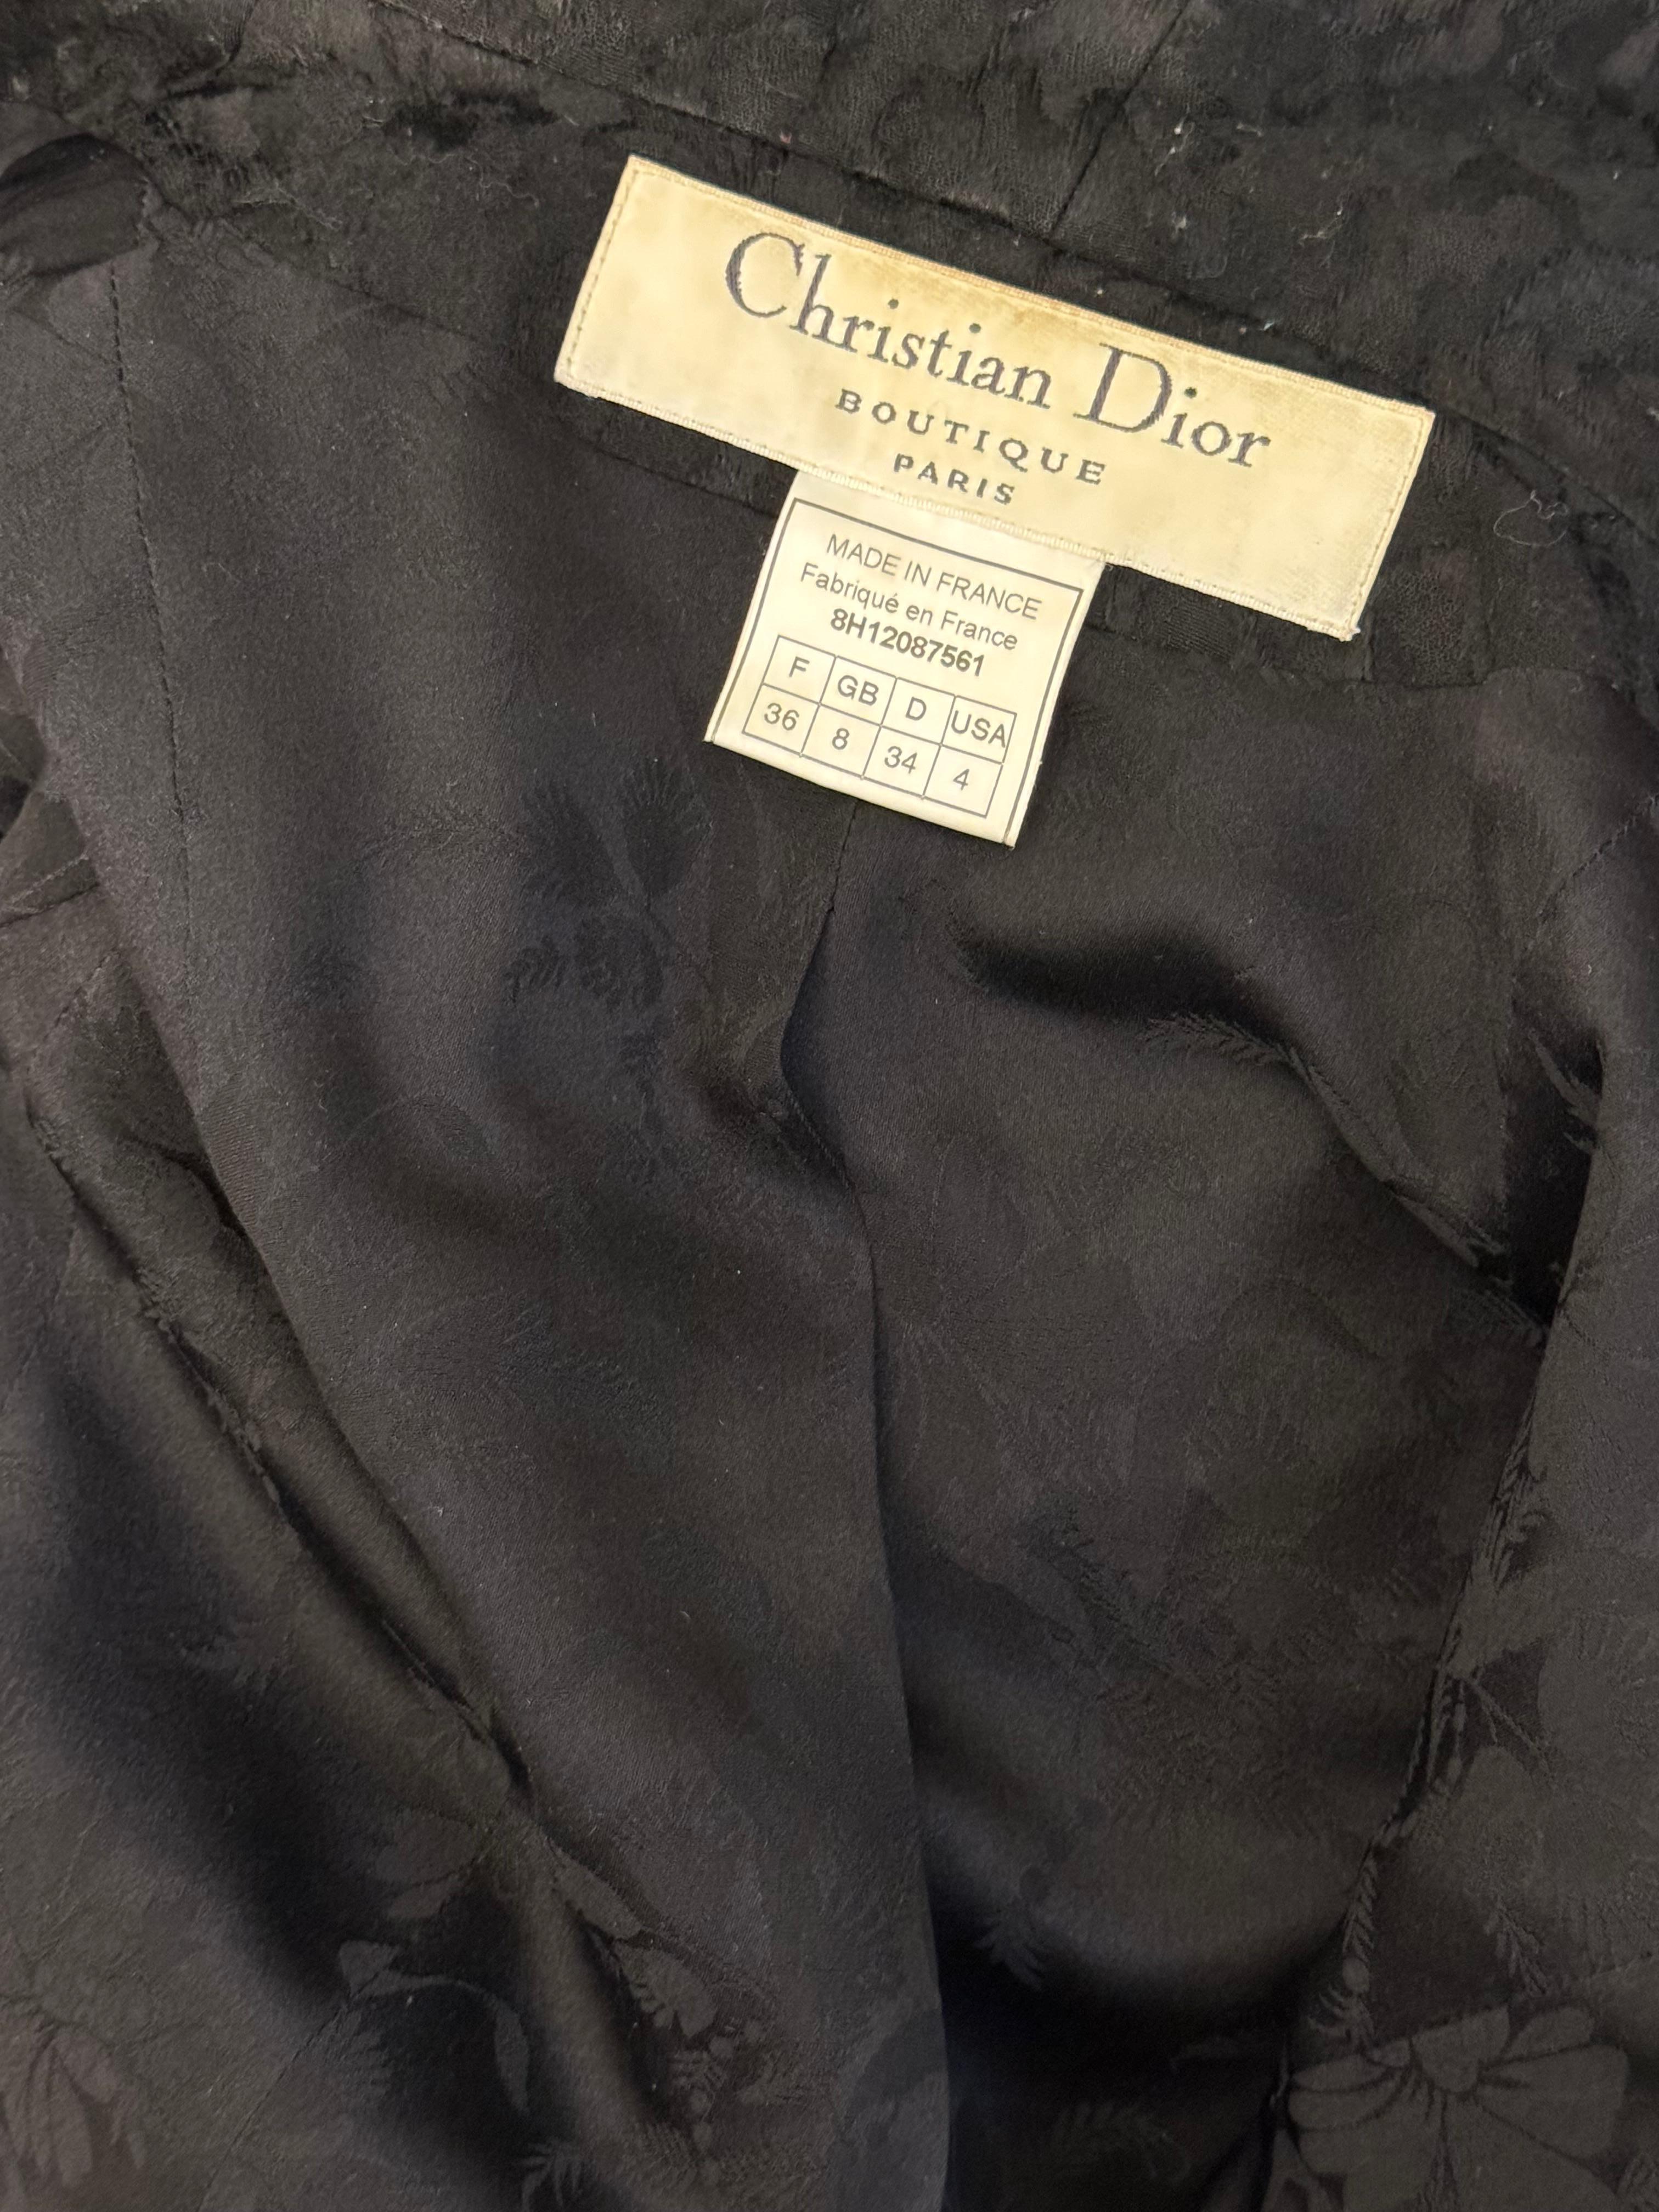 Christian Dior
BOUTIQUE
PARIS
MADE IN FRANCE
Fabriqué en France
8H12087561
F GB D USA
36 8 34 4